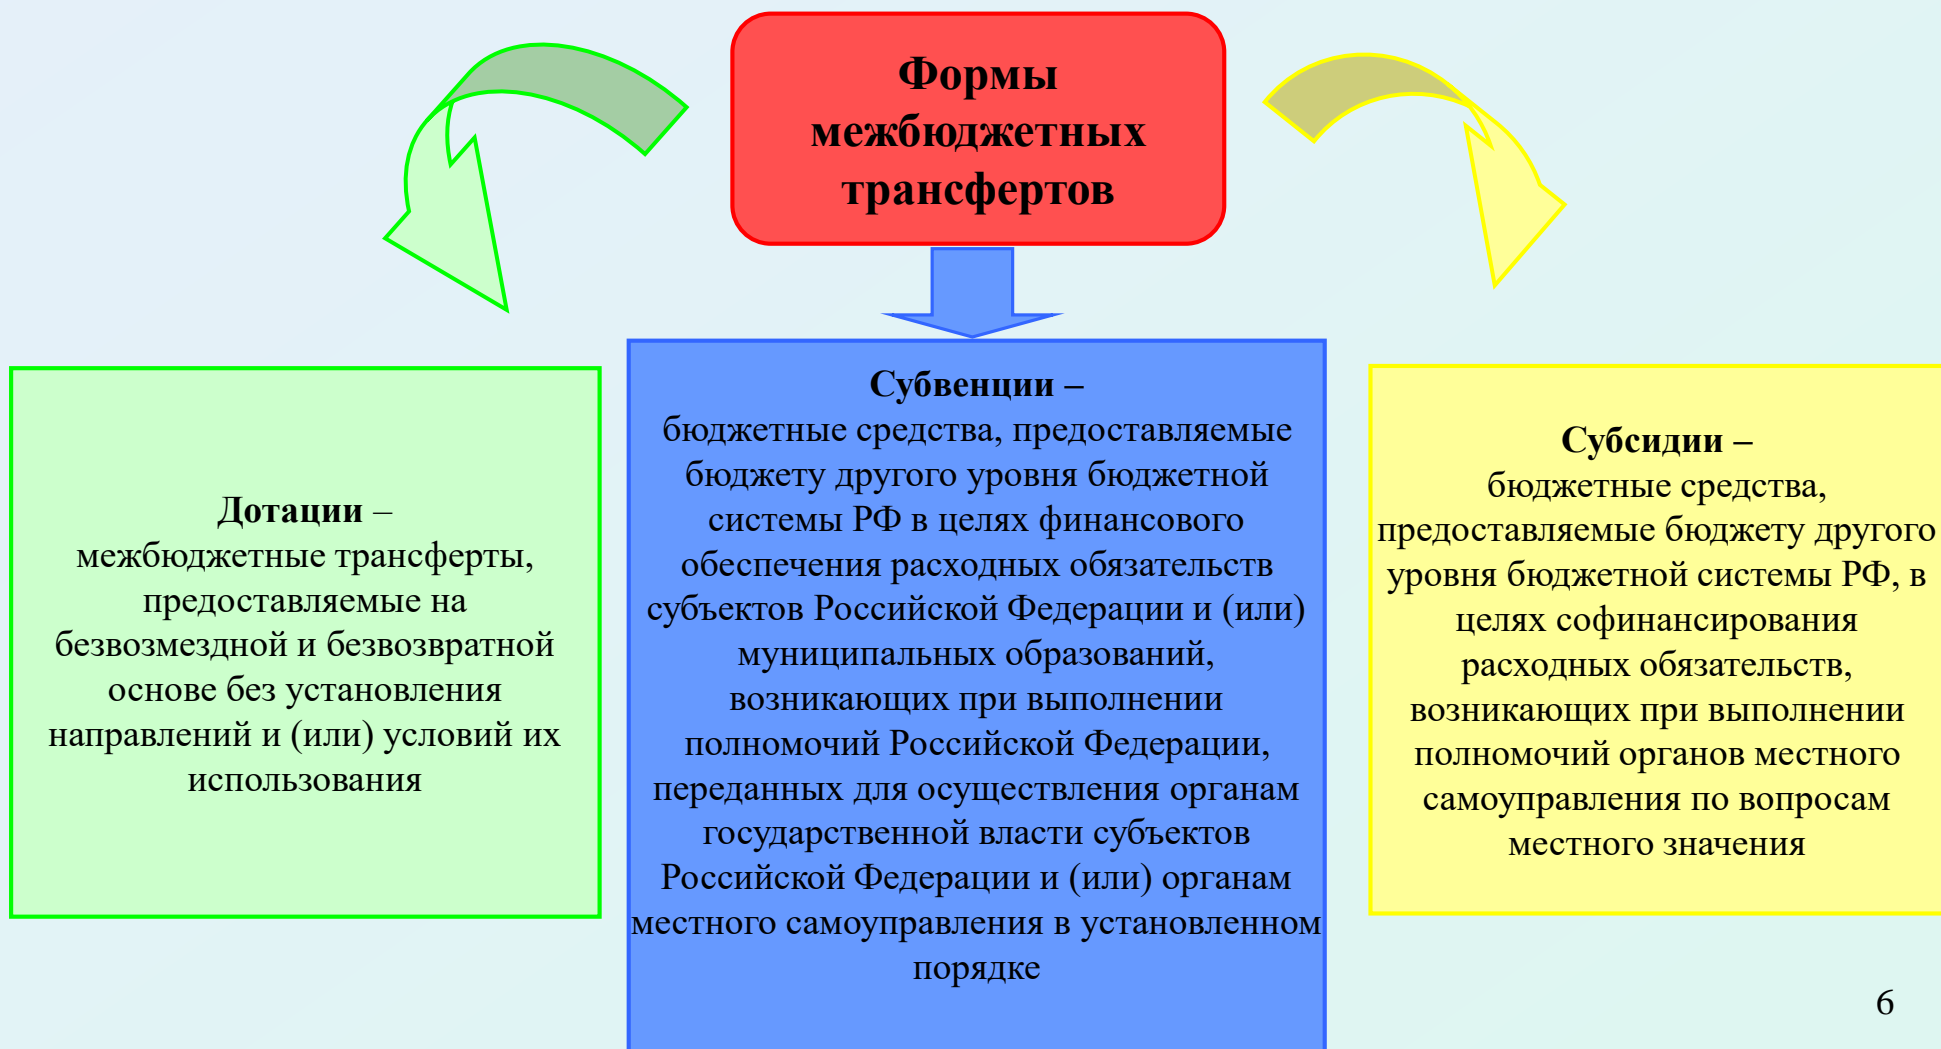 Формы
межбюджетных
трансфертов
Дотации –
межбюджетные трансферты,
предоставляемые на
безвозмездной и безвозвратной
основе без установления
направлений и (или) условий их
использования
Субвенции –
бюджетные средства, предоставляемые
бюджету другого уровня бюджетной
системы РФ в целях финансового
обеспечения расходных обязательств
субъектов Российской Федерации и (или)
муниципальных образований,
возникающих при выполнении
полномочий Российской Федерации,
переданных для осуществления органам
государственной власти субъектов
Российской Федерации и (или) органам
местного самоуправления в установленном
порядке
Субсидии –
бюджетные средства,
предоставляемые бюджету другого
уровня бюджетной системы РФ, в
целях софинансирования
расходных обязательств,
возникающих при выполнении
полномочий органов местного
самоуправления по вопросам
местного значения
6